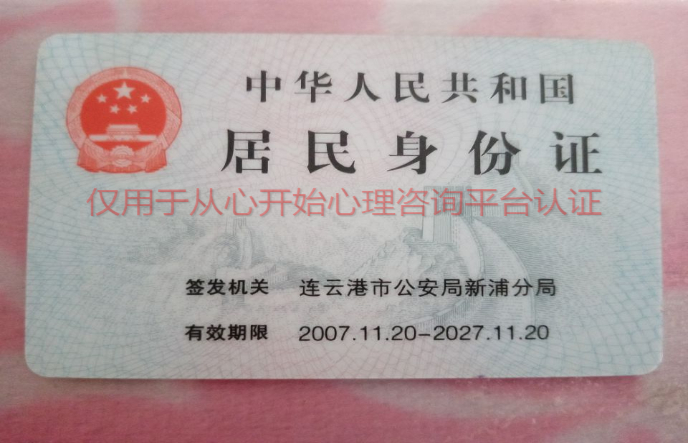 中华人民共和国
居民身份证
仅用于从心开始心理咨询平台认证
签发机关 连云港市公安局新浦分局
有效期限 2007.11.20-2027.11.20